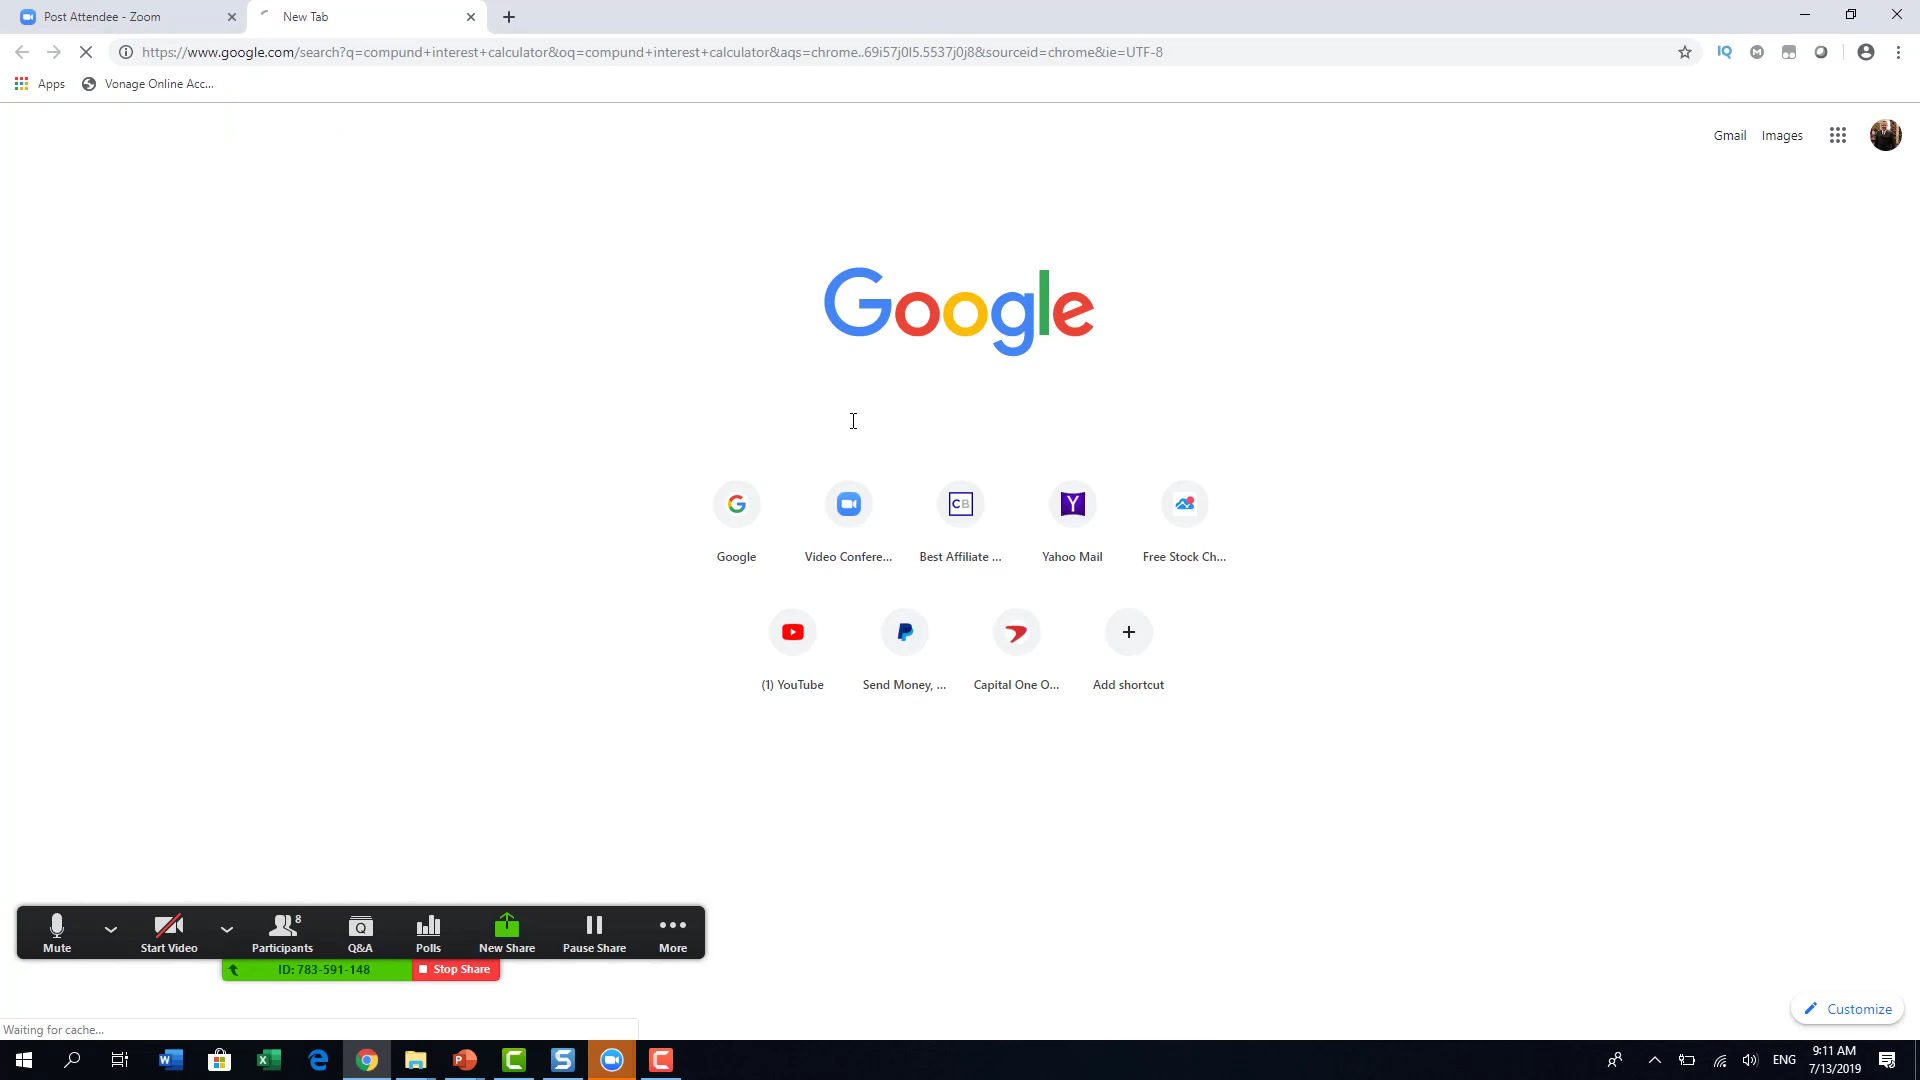 Post Attendee - Zoom
New Tab
https://www.google.com/search?q=compund+interest+calculator&oq=compund+interest+calculator&aqs=chrome..69i57j0l5.5537j0j8&sourceid=chrome&ie=UTF-8
IQ
M
Apps
Vonage Online Acc...
Gmail
Images
Google
G
CB
Y
Google
Video Confere...
Best Affiliate ...
Yahoo Mail
Free Stock Ch...
(1) YouTube
Send Money, ...
Capital One O...
Add shortcut
8
Q
Mute
Start Video
Participants
Q&A
Polls
New Share
Pause Share
More
ID: 783-591-148
Stop Share
Customize
Waiting for cache...
W
X
P
C
S
C
ENG
9:11 AM
7/13/2019